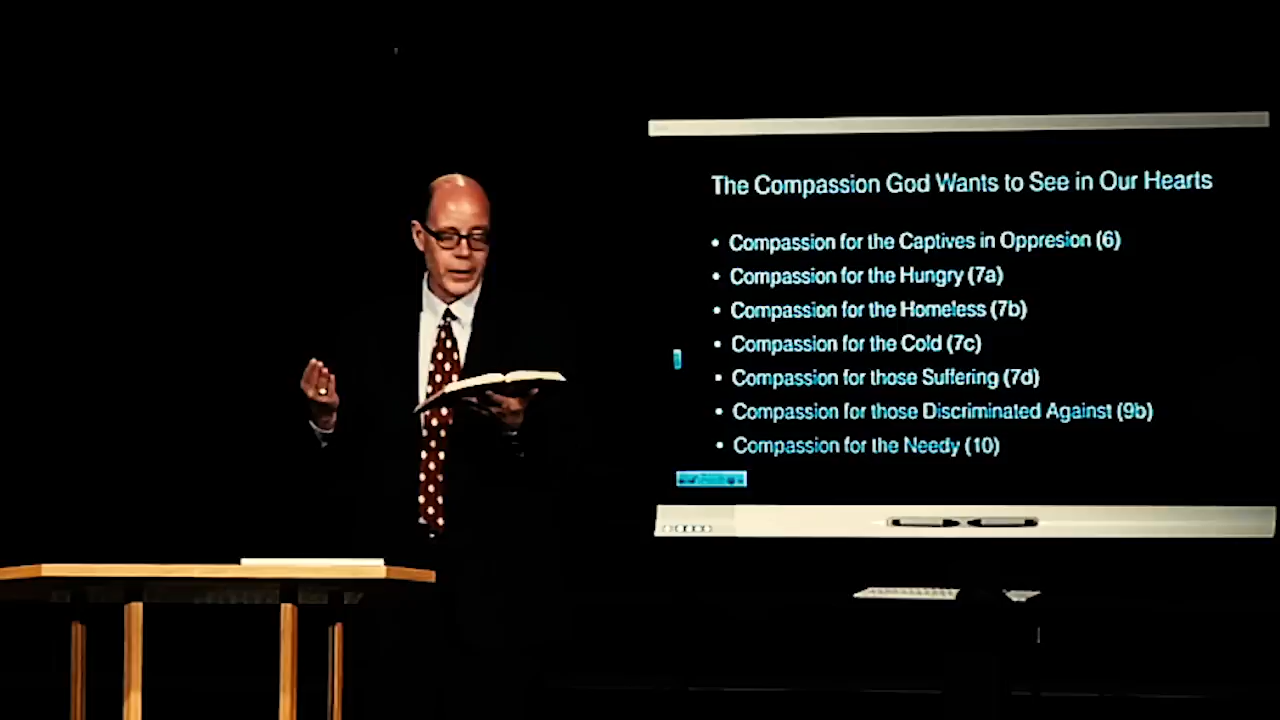 The Compassion God Wants to See in Our Hearts
• Compassion for the Captives in Oppresion (6)
• Compassion for the Hungry (7a)
• Compassion for the Homeless (7b)
• Compassion for the Cold (7c)
• Compassion for those Suffering (7d)
• Compassion for those Discriminated Against (9b)
• Compassion for the Needy (10)